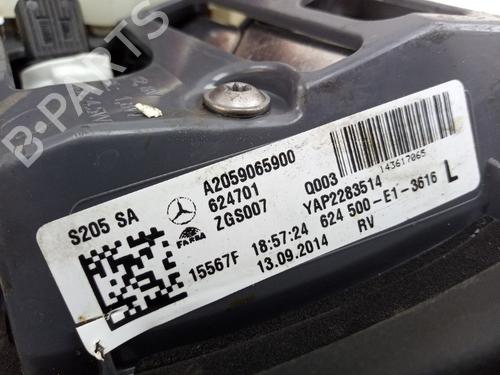 S205 SA
A2059065900
624701
ZGS007
FARBA
15567F
18:57:24
13.09.2014
Q003
YAP2283514
624 500-E1-3616
RV
L
143617065
B-PARTS